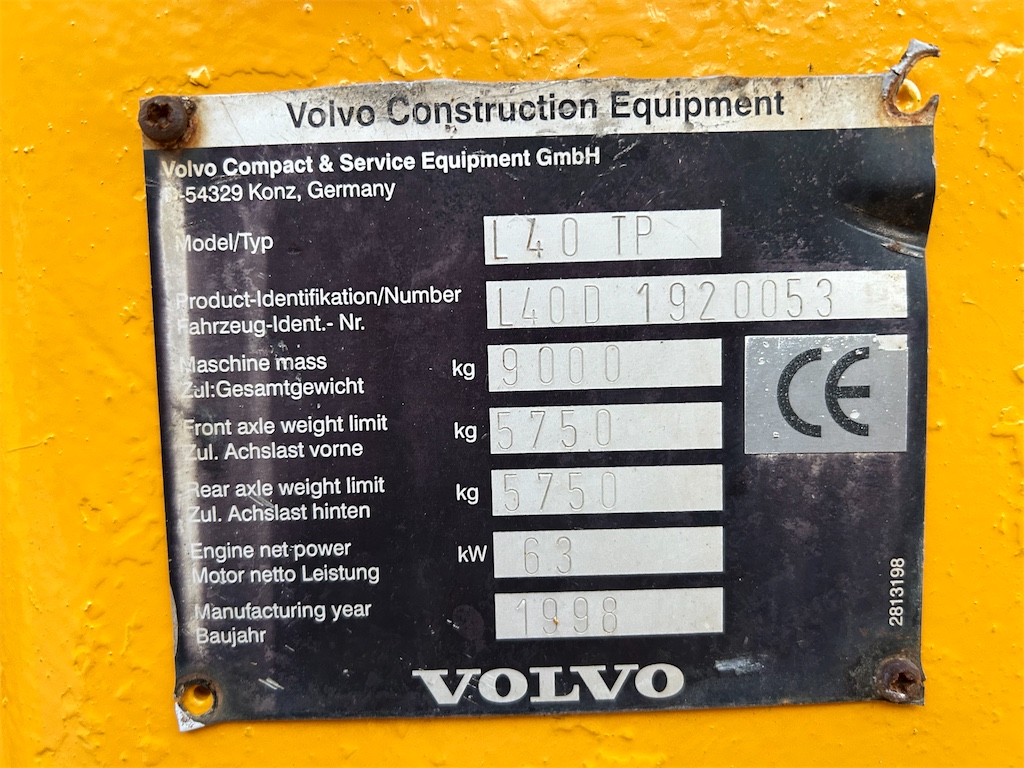 Volvo Construction Equipment
Volvo Compact & Service Equipment GmbH
D-54329 Konz, Germany
Model/Typ L40 TP
Product-Identifikation/Number L40D 1920053
Fahrzeug-Ident.- Nr.
Maschine mass kg 9000
Zul:Gesamtgewicht
CE
Front axle weight limit kg 5750
Zul. Achslast vorne
Rear axle weight limit kg 5750
Zul. Achslast hinten
Engine net power kW 63
Motor netto Leistung
Manufacturing year 1998
Baujahr
2813198
VOLVO